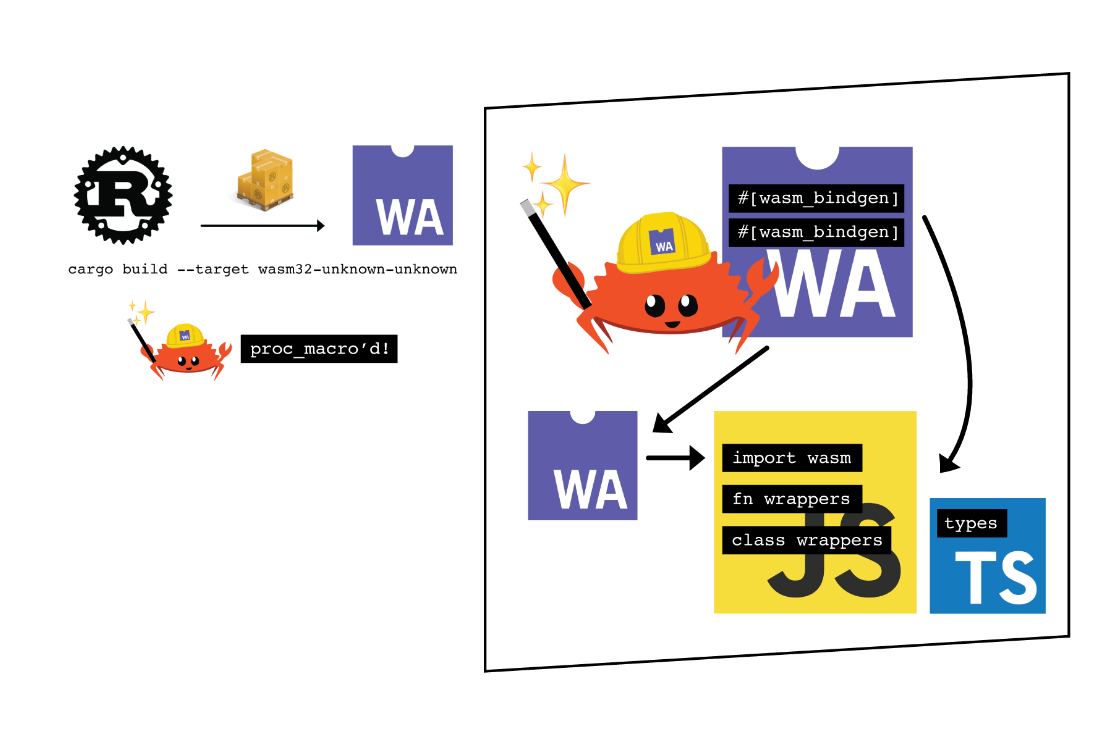 R
WA
cargo build --target wasm32-unknown-unknown
WA
proc_macro’d!
#[wasm_bindgen]
#[wasm_bindgen]
WA
WA
WA
import wasm
fn wrappers
class wrappers
JS
types
TS